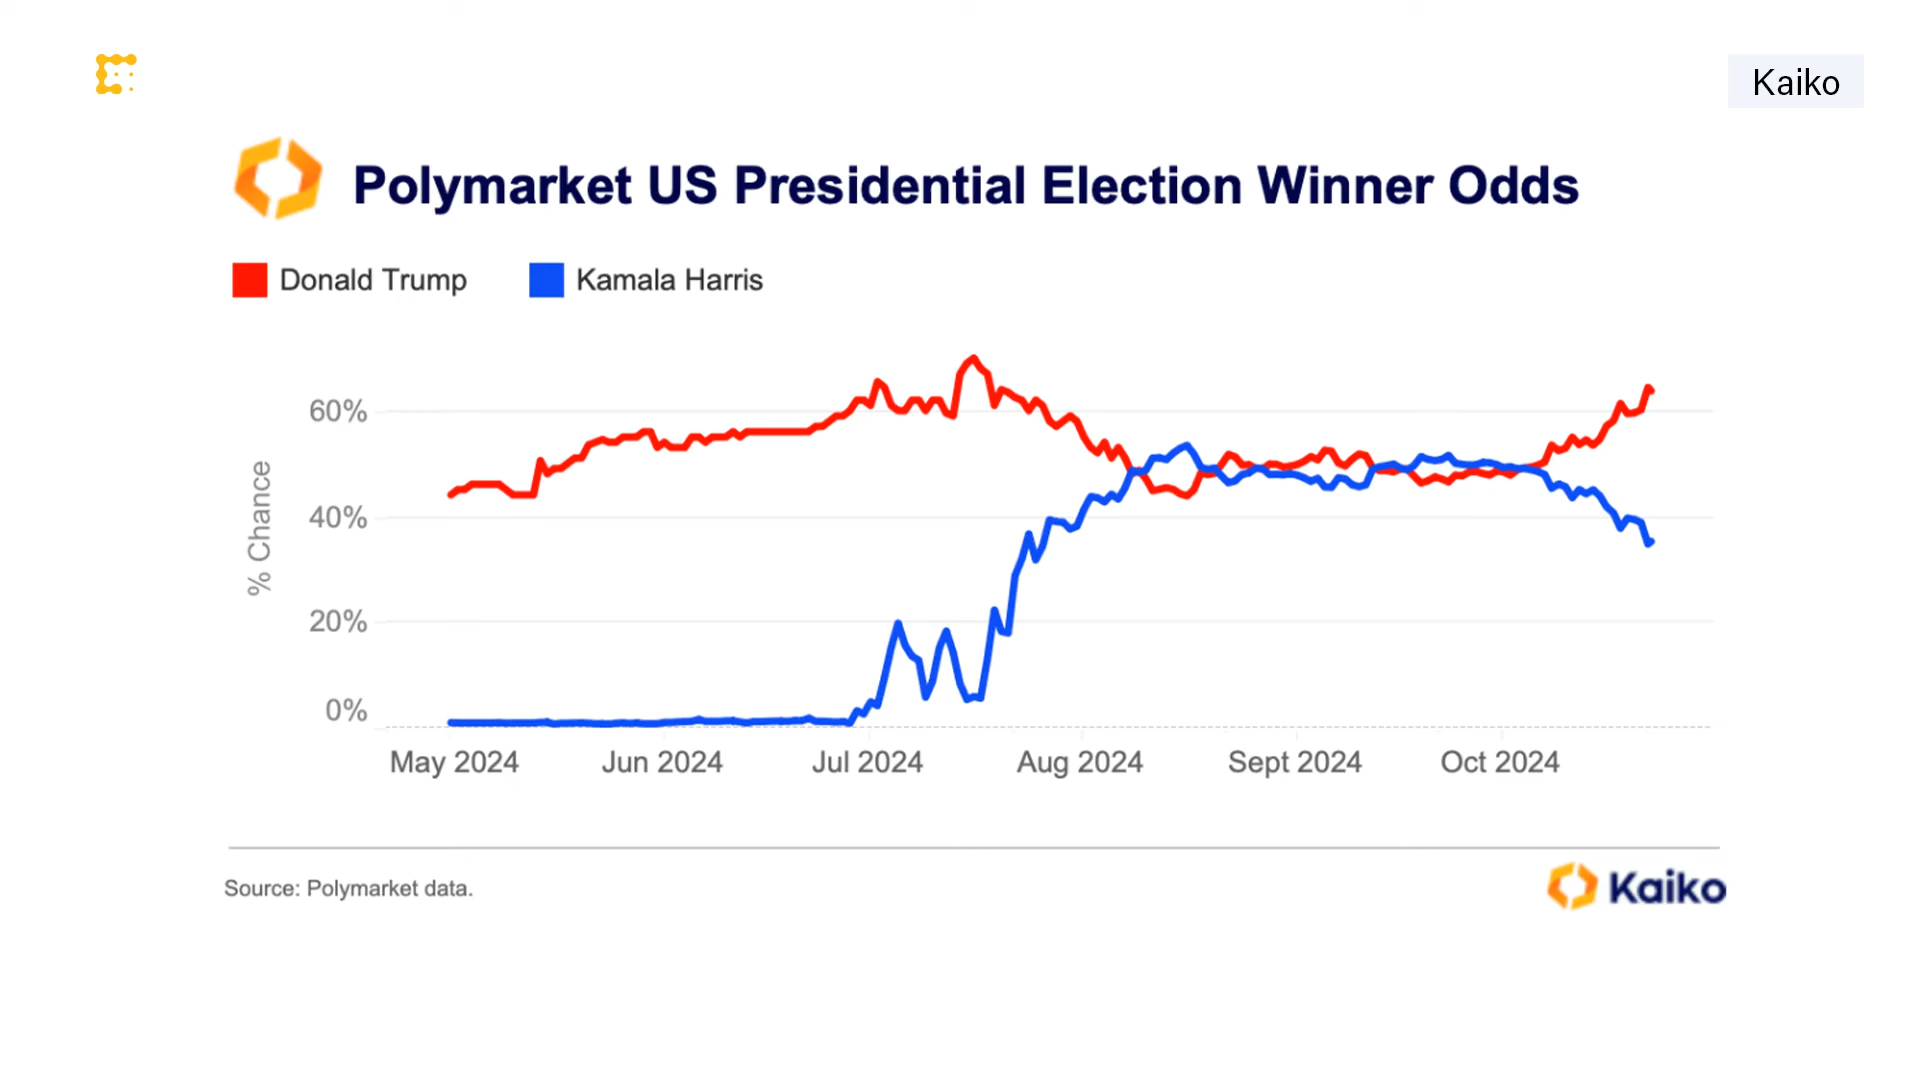 Kaiko
Polymarket US Presidential Election Winner Odds
Donald Trump Kamala Harris
% Chance
60%
40%
20%
0%
May 2024 Jun 2024 Jul 2024 Aug 2024 Sept 2024 Oct 2024
Source: Polymarket data.
Kaiko